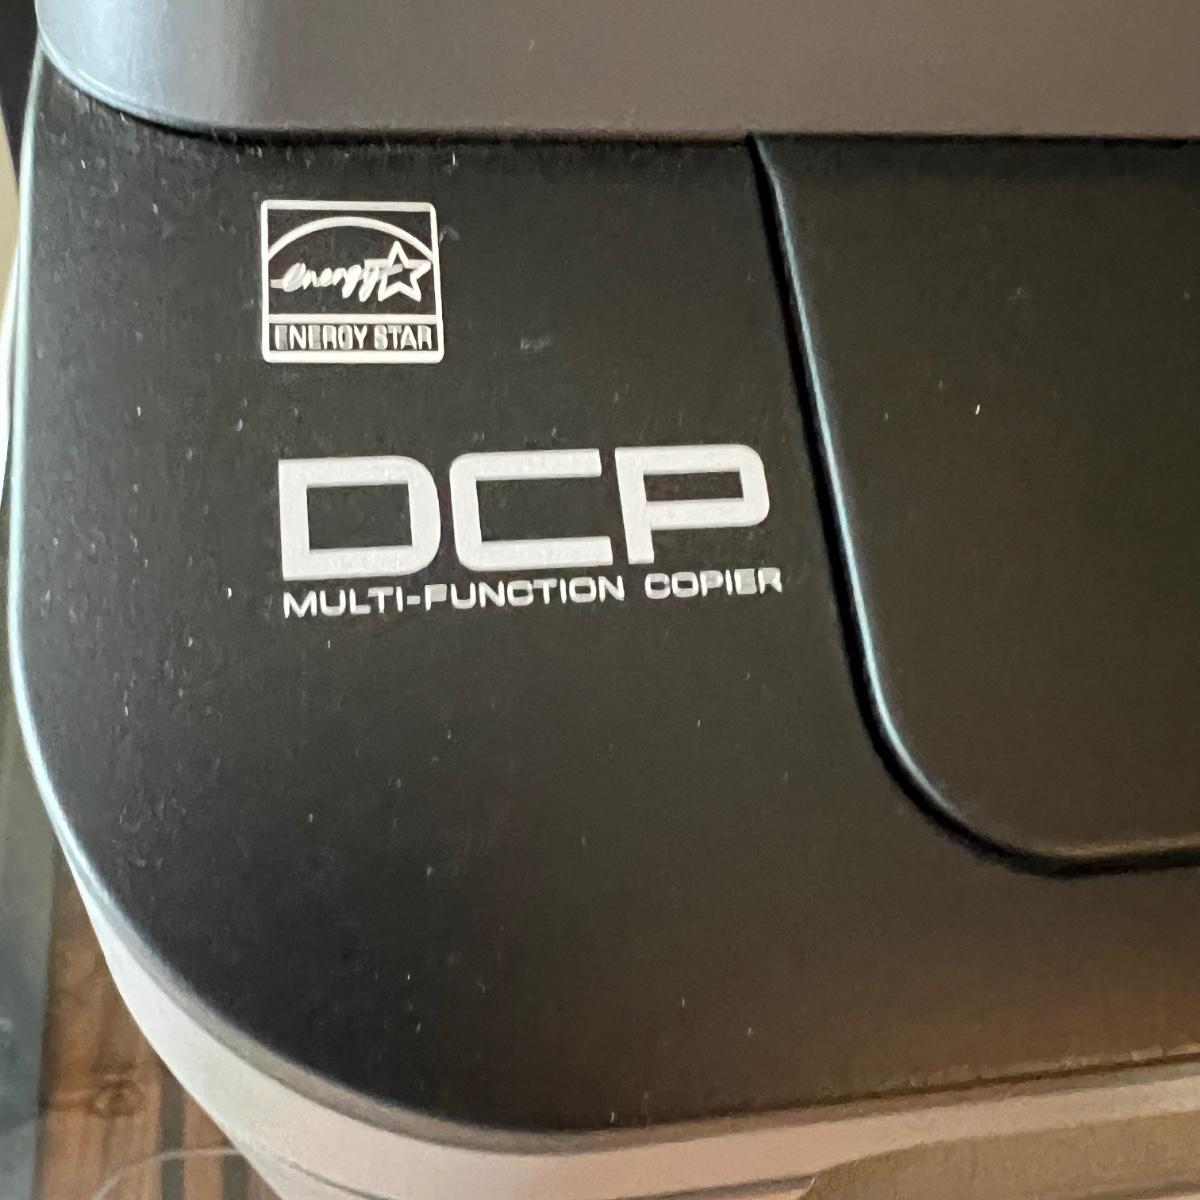 energy
ENERGY STAR
DCP
MULTI-FUNCTION COPIER